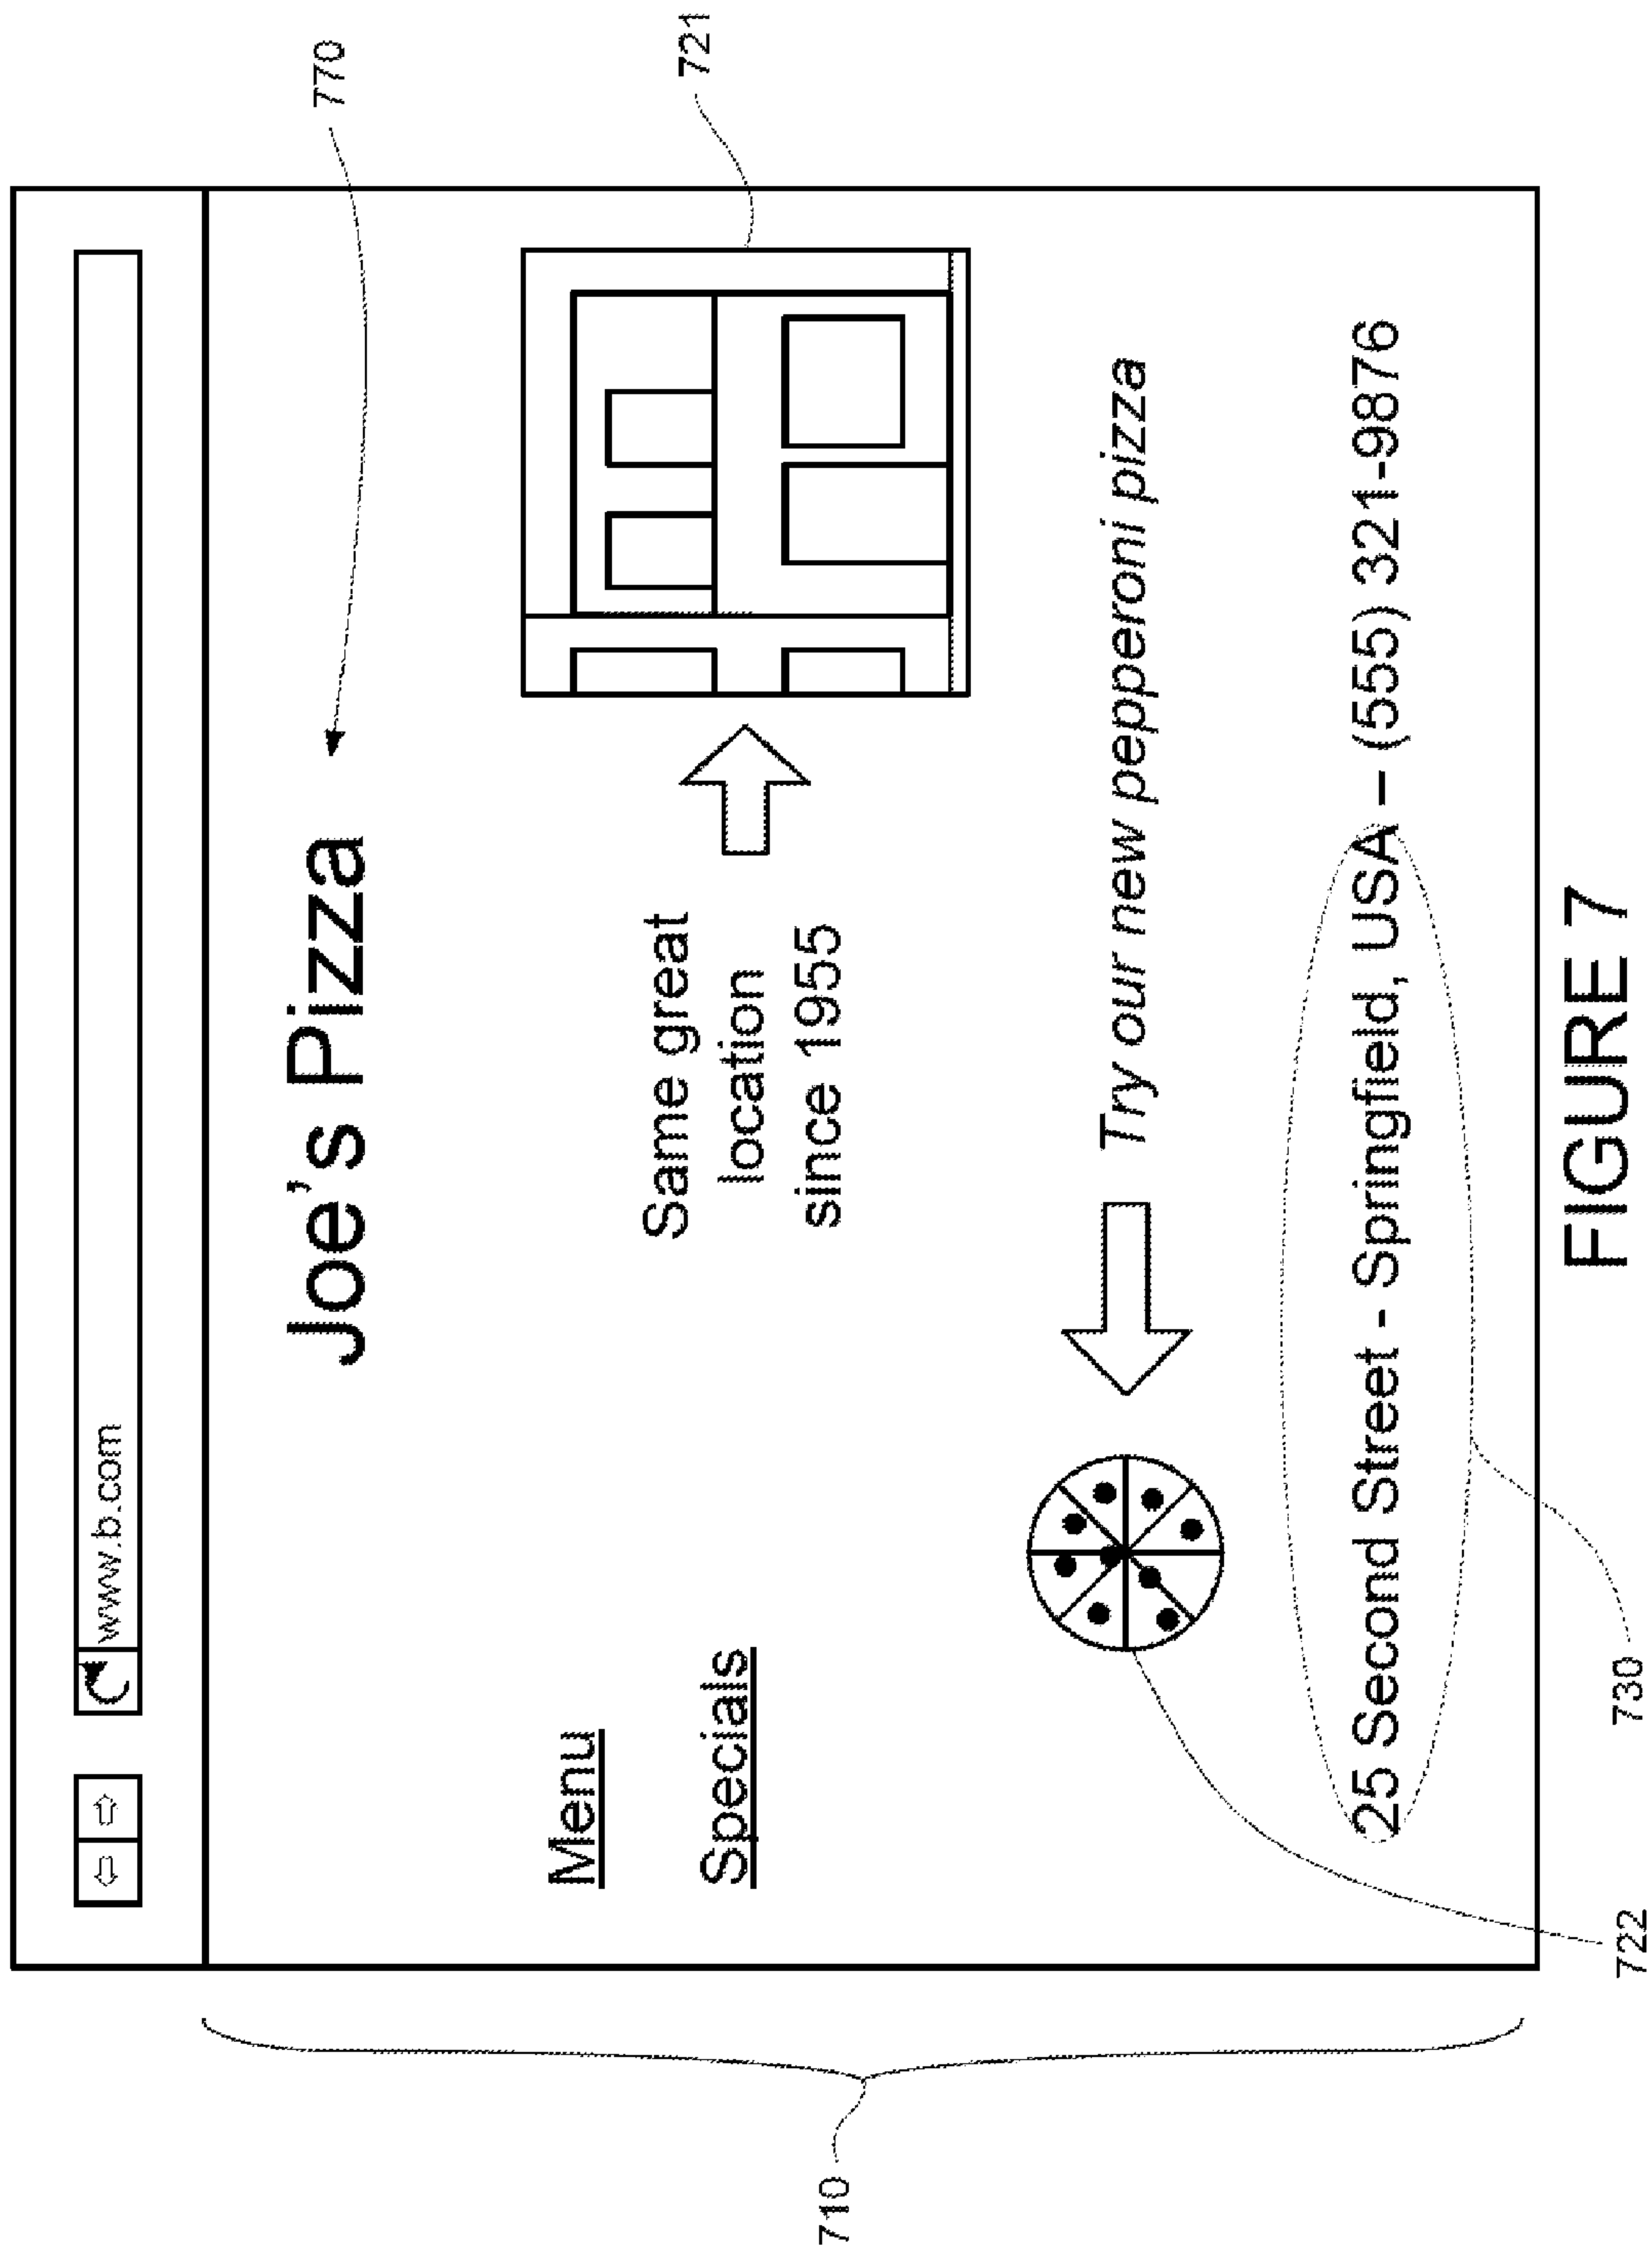 www.b.com
770
Joe's Pizza
721
Menu
Specials
Same great
location
since 1955
710
Try our new pepperoni pizza
25 Second Street - Springfield, USA – (555) 321-9876
722
730
FIGURE 7